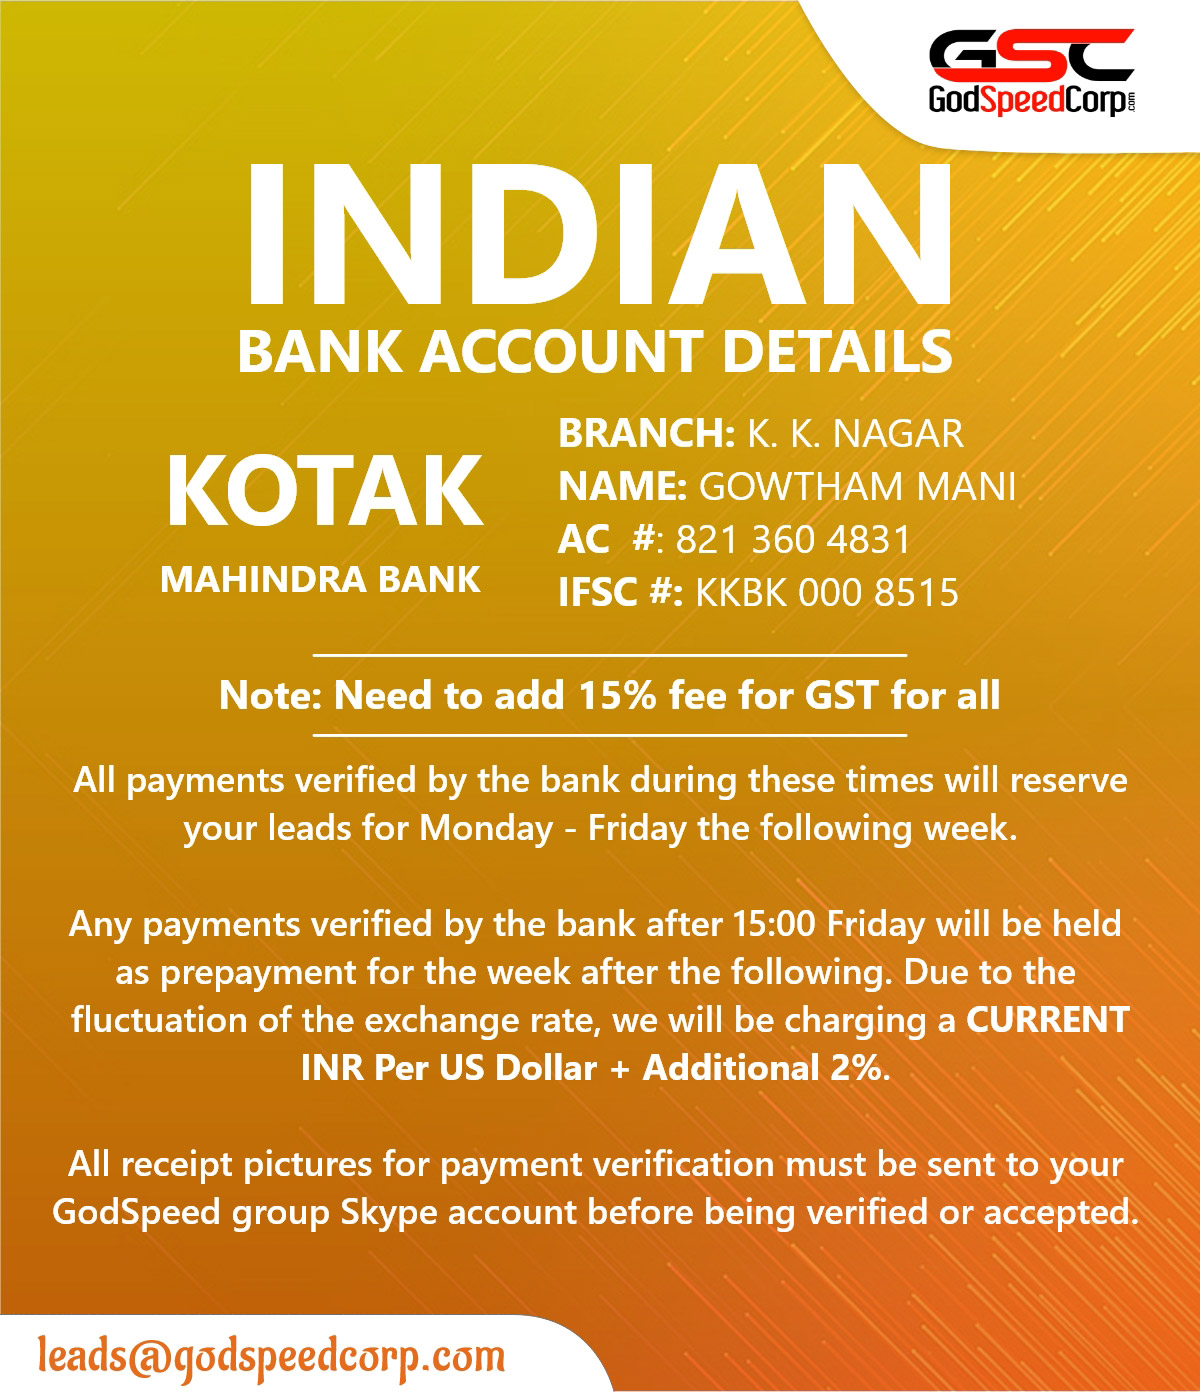 GSC
GodSpeedCorp.com
INDIAN
BANK ACCOUNT DETAILS
KOTAK
MAHINDRA BANK
BRANCH: K. K. NAGAR
NAME: GOWTHAM MANI
AC #: 821 360 4831
IFSC #: KKBK 000 8515
Note: Need to add 15% fee for GST for all
All payments verified by the bank during these times will reserve
your leads for Monday - Friday the following week.
Any payments verified by the bank after 15:00 Friday will be held
as prepayment for the week after the following. Due to the
fluctuation of the exchange rate, we will be charging a CURRENT
INR Per US Dollar + Additional 2%.
All receipt pictures for payment verification must be sent to your
GodSpeed group Skype account before being verified or accepted.
leads@godspeedcorp.com